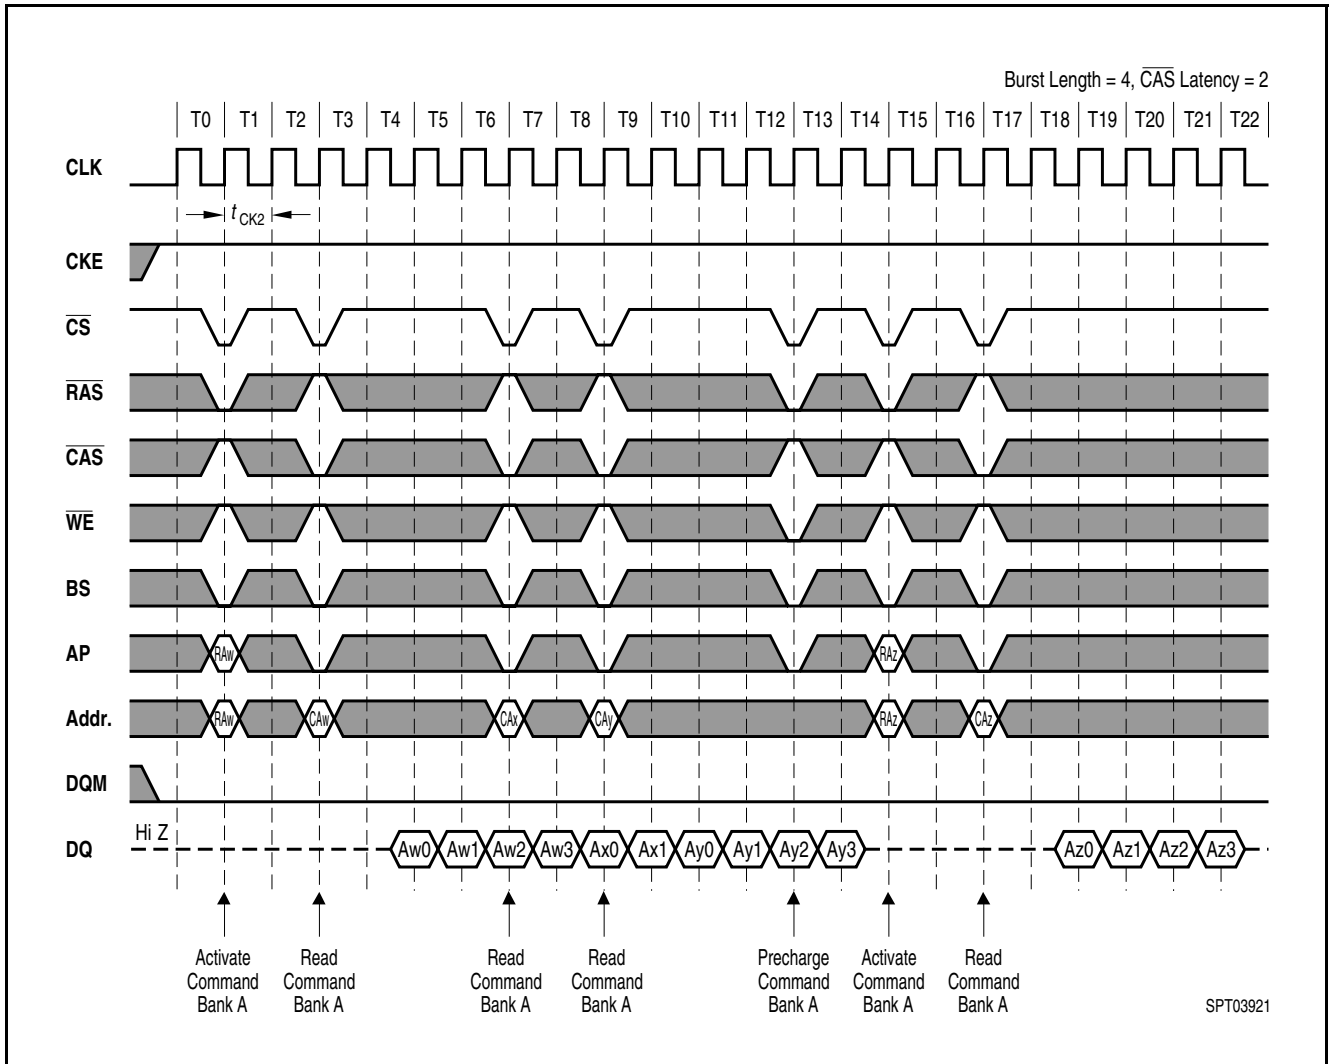 Burst Length = 4, CAS Latency = 2
T0 T1 T2 T3 T4 T5 T6 T7 T8 T9 T10 T11 T12 T13 T14 T15 T16 T17 T18 T19 T20 T21 T22
CLK
t CK2
CKE
CS
RAS
CAS
WE
BS
AP RAw RAz
Addr. RAw CAw CAx CAy RAz CAz
DQM
Hi Z
DQ Aw0 Aw1 Aw2 Aw3 Ax0 Ax1 Ay0 Ay1 Ay2 Ay3 Az0 Az1 Az2 Az3
Activate Command Bank A
Read Command Bank A
Read Command Bank A
Read Command Bank A
Precharge Command Bank A
Activate Command Bank A
Read Command Bank A
SPT03921